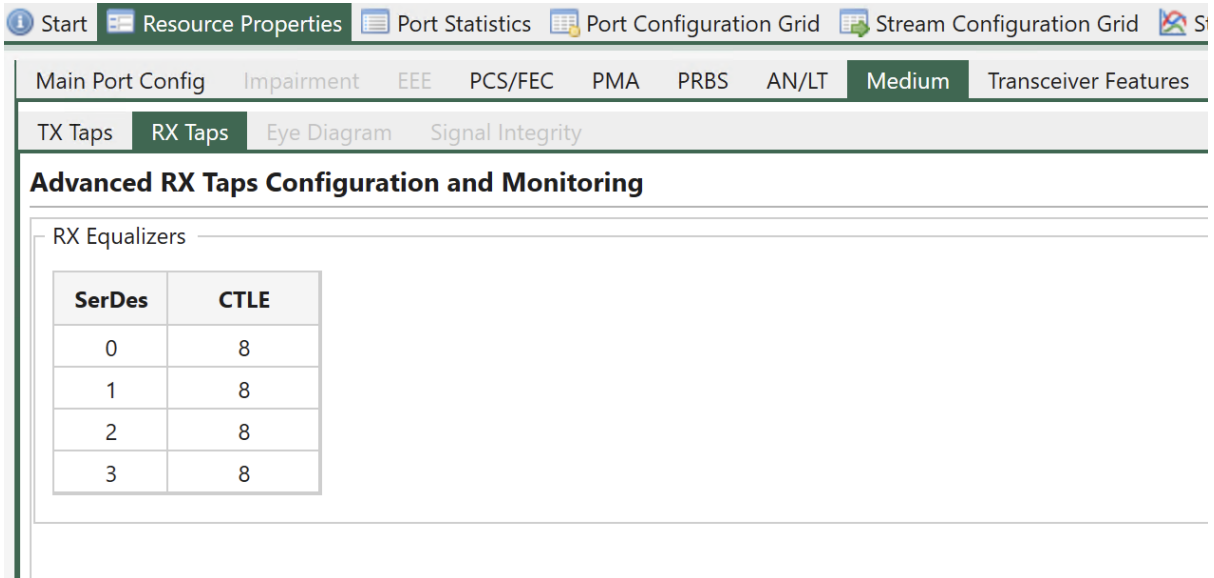 Start Resource Properties Port Statistics Port Configuration Grid Stream Configuration Grid
Main Port Config Impairment EEE PCS/FEC PMA PRBS AN/LT Medium Transceiver Features
TX Taps RX Taps Eye Diagram Signal Integrity
Advanced RX Taps Configuration and Monitoring
RX Equalizers
SerDes CTLE
0 8
1 8
2 8
3 8